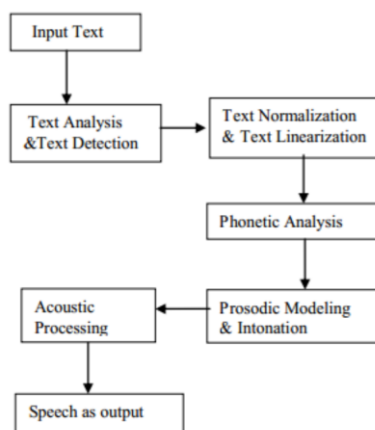 Input Text
Text Analysis
&Text Detection
Text Normalization
& Text Linearization
Phonetic Analysis
Prosodic Modeling
& Intonation
Acoustic
Processing
Speech as output